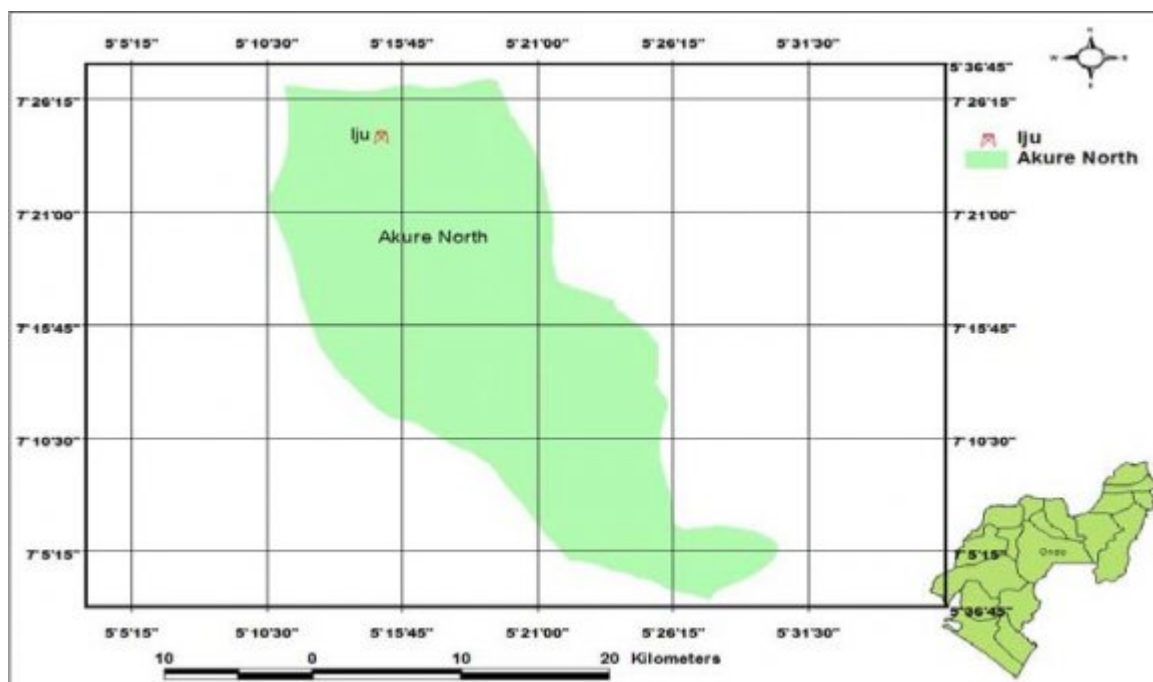 5°5'15" 5°10'30" 5°15'45" 5°21'00" 5°26'15" 5°31'30"
N
W E
S
5°36'45"
7°26'15" 7°26'15"
Iju
Iju
Akure North
7°21'00" 7°21'00"
Akure North
7°15'45" 7°15'45"
7°10'30" 7°10'30"
7°5'15" 7°5'15"
Ondo
5°36'45"
5°5'15" 5°10'30" 5°15'45" 5°21'00" 5°26'15" 5°31'30"
10 0 10 20 Kilometers